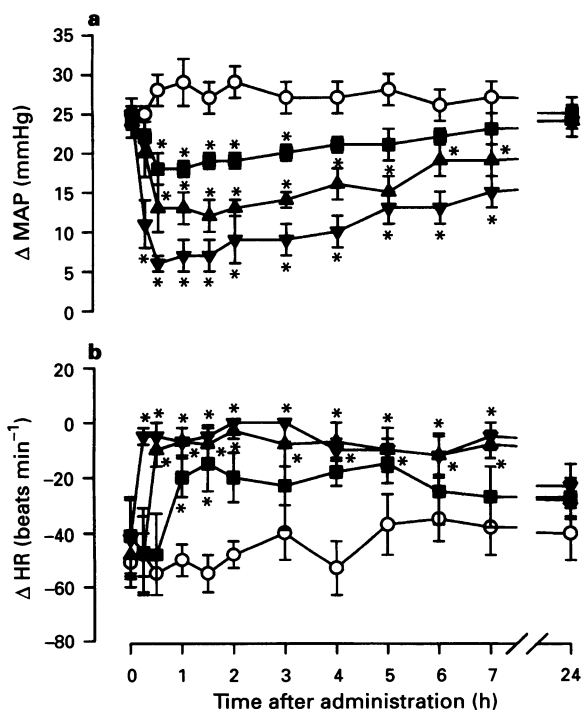 a
35
30
25
20
15
10
5
0
Δ MAP (mmHg)
* * * * * *
* * * * * *
* * * * *
* * * * * * * * * *
b
20
0
−20
−40
−60
−80
Δ HR (beats min⁻¹)
* * * * * * * * * *
* * * * * * * *
* *
0 1 2 3 4 5 6 7 24
Time after administration (h)